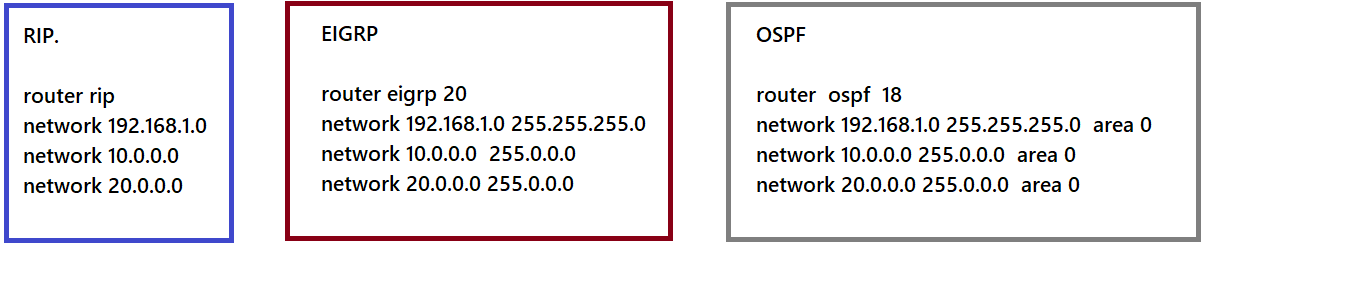 RIP.
router rip
network 192.168.1.0
network 10.0.0.0
network 20.0.0.0
EIGRP
router eigrp 20
network 192.168.1.0 255.255.255.0
network 10.0.0.0  255.0.0.0
network 20.0.0.0 255.0.0.0
OSPF
router  ospf  18
network 192.168.1.0 255.255.255.0  area 0
network 10.0.0.0 255.0.0.0  area 0
network 20.0.0.0 255.0.0.0  area 0